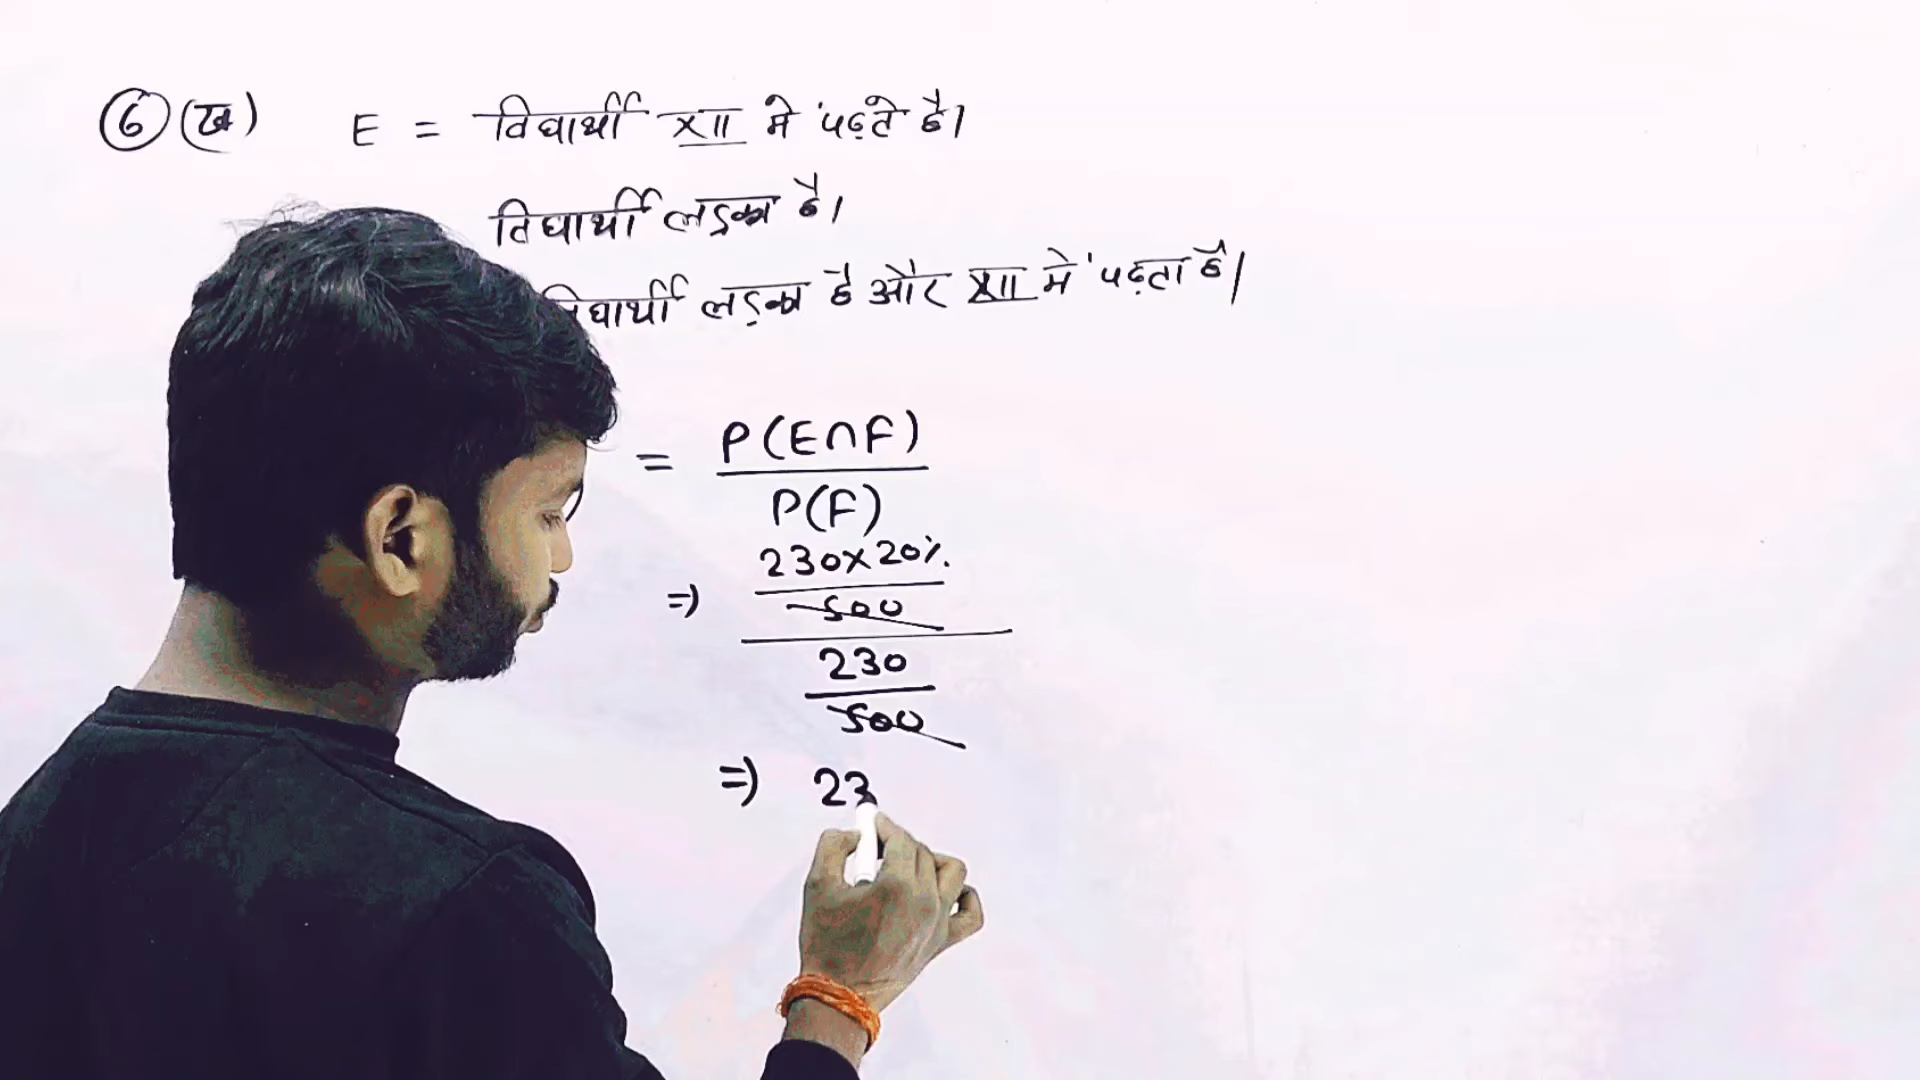 6 (ख) E = विद्यार्थी XII में पढ़ते है।
विद्यार्थी लड़का है।
विद्यार्थी लड़का है और XII में पढ़ता है।
= P(E∩F)
P(F)
⇒ 230×20%
500
230
500
⇒ 23